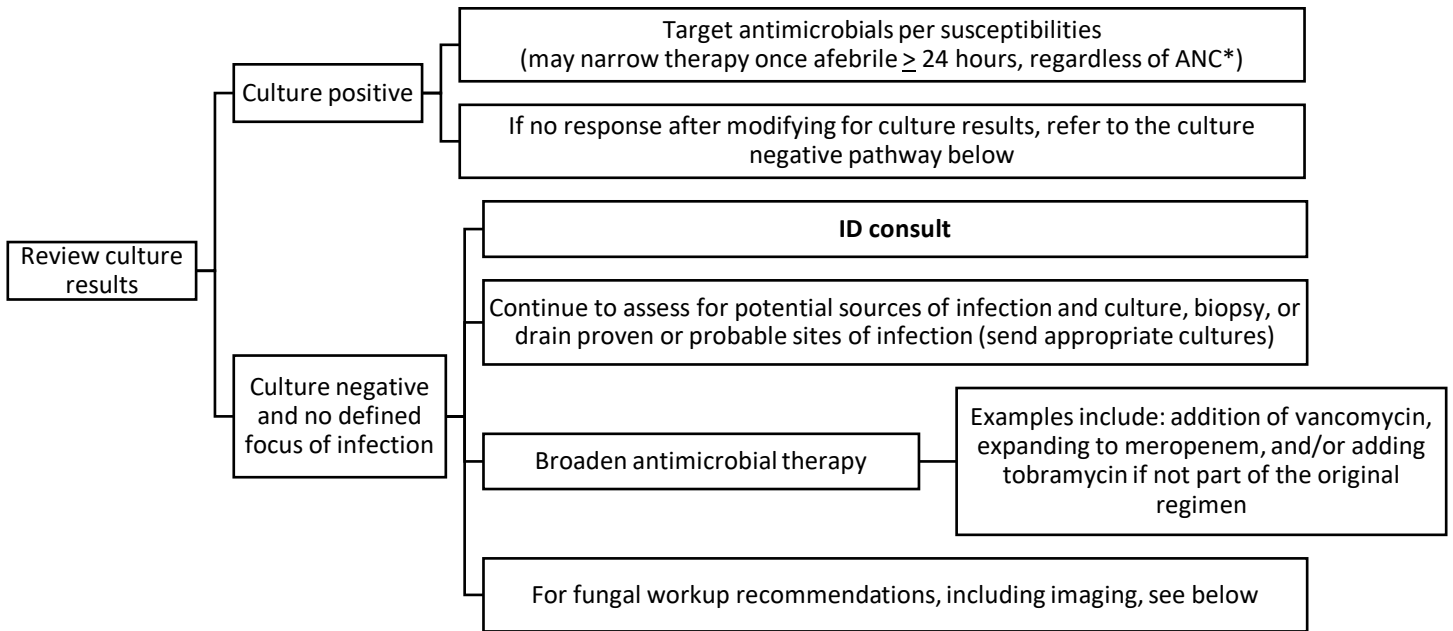 Target antimicrobials per susceptibilities
(may narrow therapy once afebrile > 24 hours, regardless of ANC*)
Culture positive
If no response after modifying for culture results, refer to the culture
negative pathway below
Review culture
results
ID consult
Continue to assess for potential sources of infection and culture, biopsy, or
drain proven or probable sites of infection (send appropriate cultures)
Culture negative
and no defined
focus of infection
Broaden antimicrobial therapy
Examples include: addition of vancomycin,
expanding to meropenem, and/or adding
tobramycin if not part of the original
regimen
For fungal workup recommendations, including imaging, see below